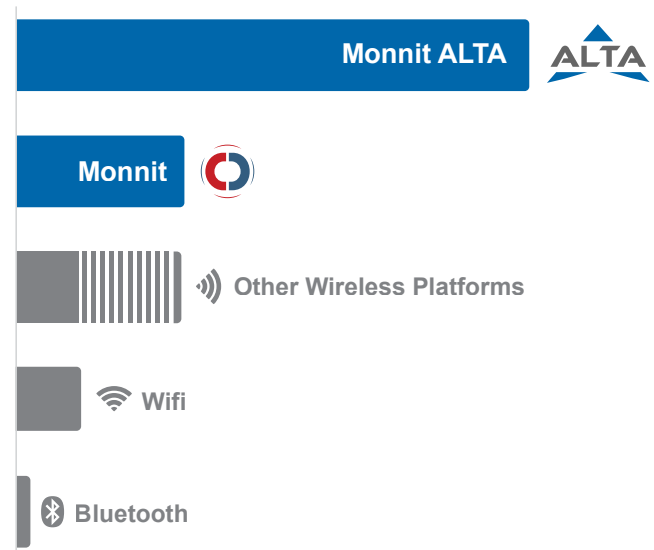 Monnit ALTA
ALTA
Monnit
Other Wireless Platforms
Wifi
Bluetooth